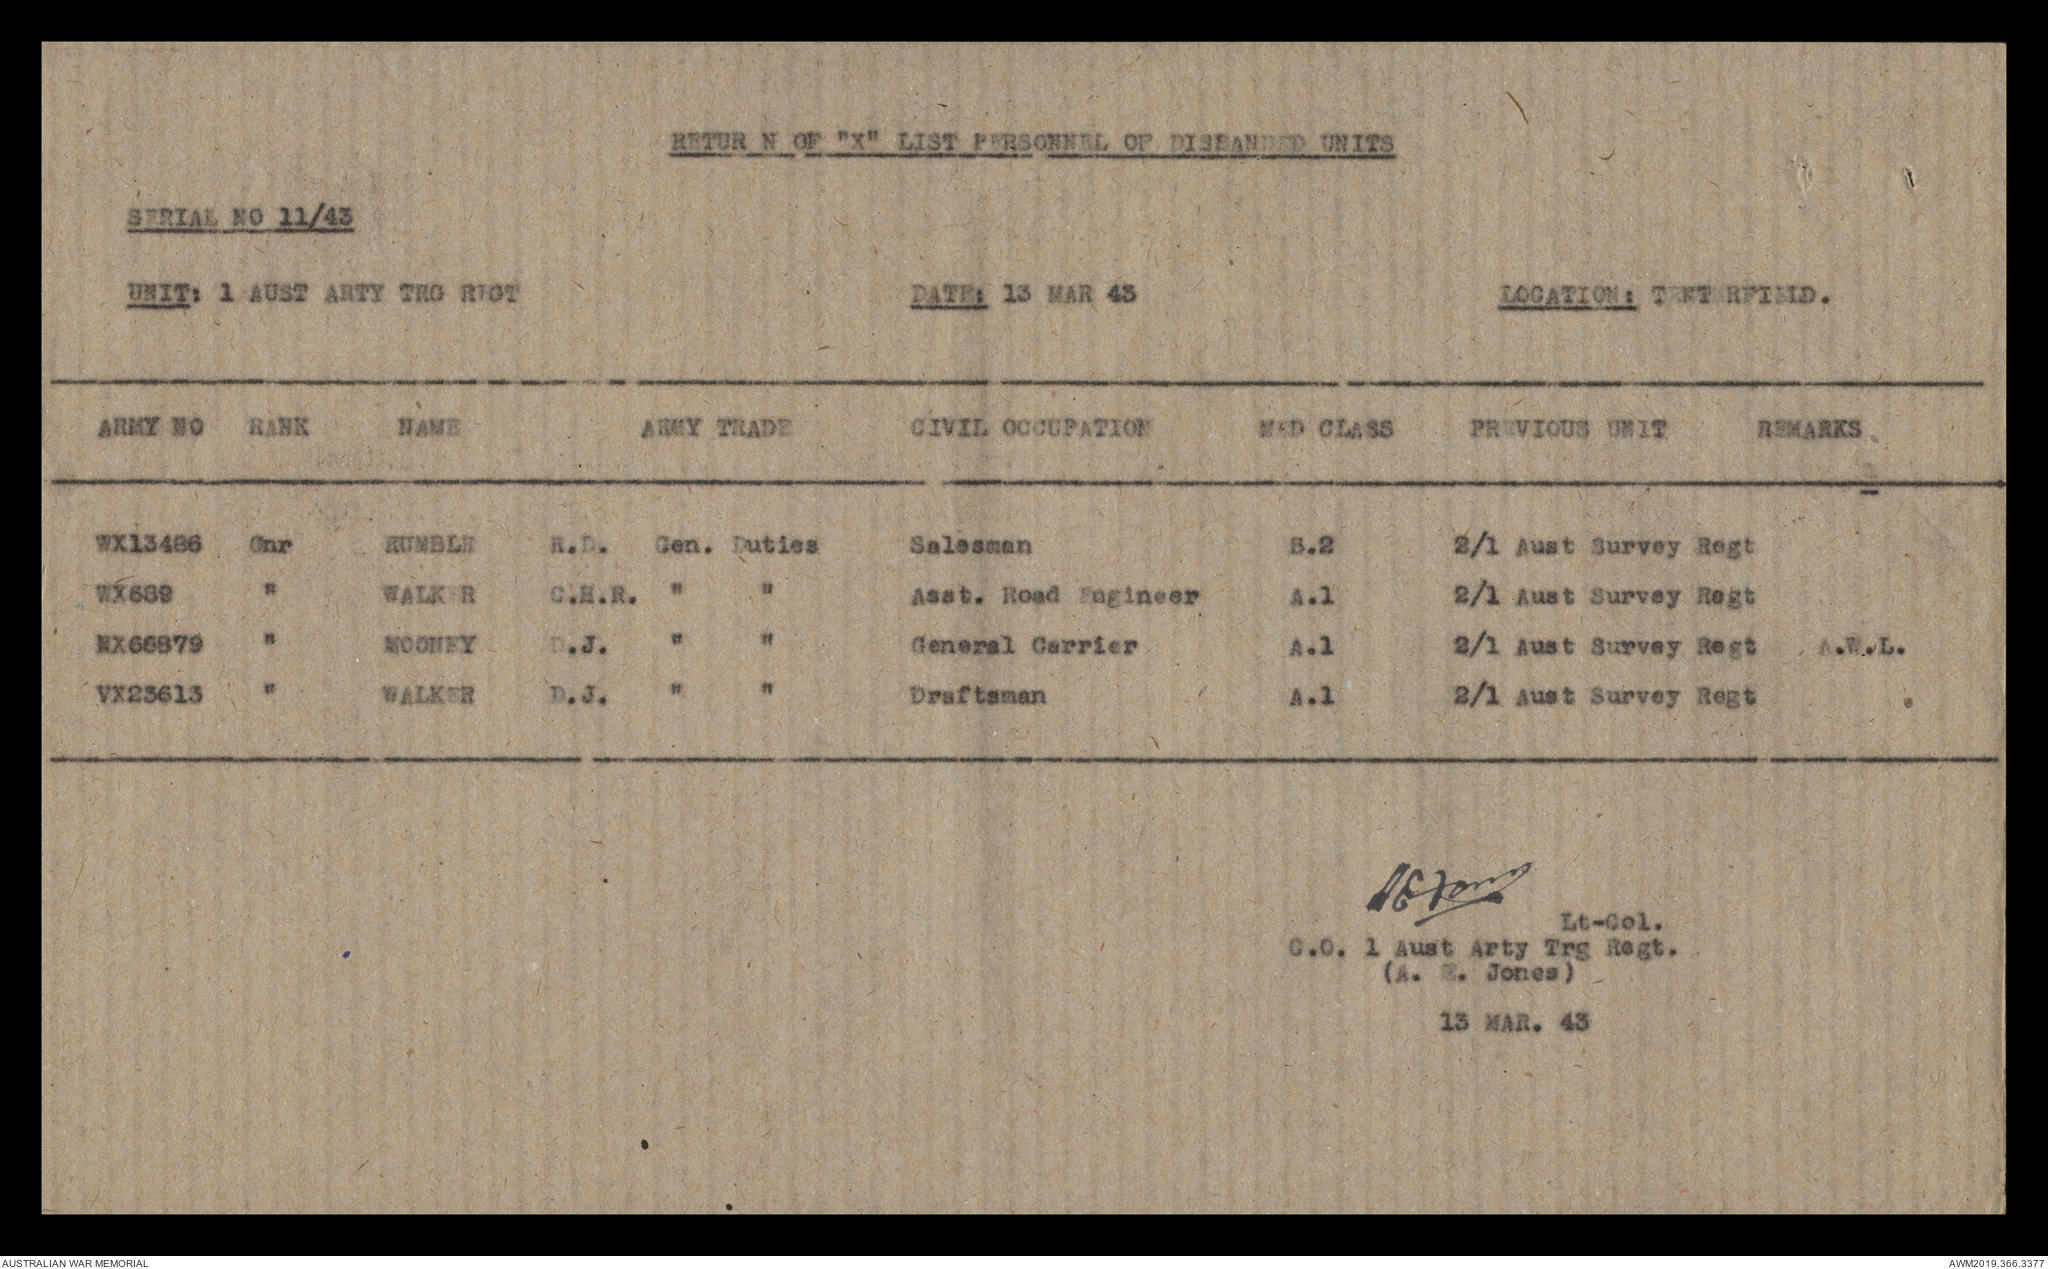 RETUR N OF "X" LIST PERSONNEL OF DISBANDED UNITS
SERIAL NO 11/43
UNIT: 1 AUST ARTY TRG REGT DATE: 13 MAR 43 LOCATION: TENTERFIELD.
ARMY NO RANK NAME ARMY TRADE CIVIL OCCUPATION MED CLASS PREVIOUS UNIT REMARKS
WX13486 Gnr RUMBLE R.D. Gen. Duties Salesman B.2 2/1 Aust Survey Regt
WX689 " WALKER C.H.R. " " Asst. Road Engineer A.1 2/1 Aust Survey Regt
NX66879 " MOONEY D.J. " " General Carrier A.1 2/1 Aust Survey Regt A.W.L.
VX23613 " WALKER D.J. " " Draftsman A.1 2/1 Aust Survey Regt
AEJones
Lt-Col.
C.O. 1 Aust Arty Trg Regt.
(A. E. Jones)
13 MAR. 43
AUSTRALIAN WAR MEMORIAL AWM2019.366.3377